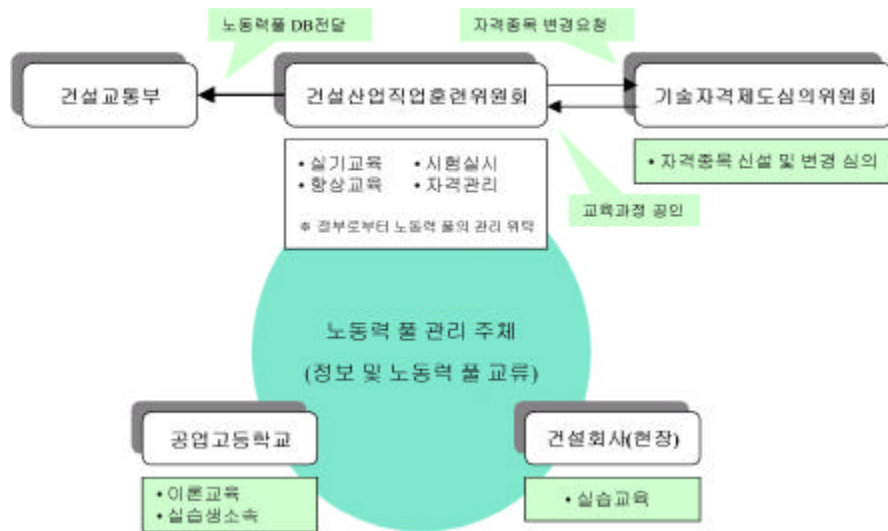 노동력풀 DB전달
자격종목 변경요청
건설교통부
건설산업직업훈련위원회
기술자격제도심의위원회
• 실기교육 • 시험실시
• 향상교육 • 자격관리
※ 정부로부터 노동력 풀의 관리 위탁
• 자격종목 신설 및 변경 심의
교육과정 공인
노동력 풀 관리 주체
(정보 및 노동력 풀 교류)
공업고등학교
건설회사(현장)
• 이론교육
• 실습생소속
• 실습교육